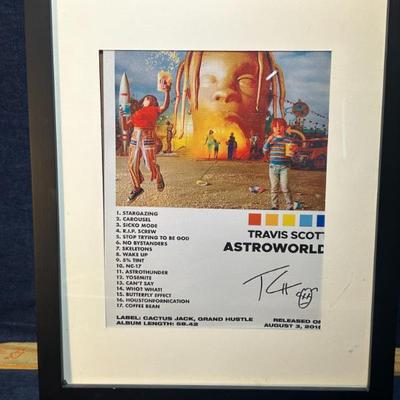 1. STARGAZING
2. CAROUSEL
3. SICKO MODE
4. R.I.P. SCREW
5. STOP TRYING TO BE GOD
6. NO BYSTANDERS
7. SKELETONS
8. WAKE UP
9. 5% TINT
10. NC-17
11. ASTROTHUNDER
12. YOSEMITE
13. CAN'T SAY
14. WHO? WHAT!
15. BUTTERFLY EFFECT
16. HOUSTONFORNICATION
17. COFFEE BEAN
TRAVIS SCOT
ASTROWORLD
LABEL: CACTUS JACK, GRAND HUSTLE
ALBUM LENGTH: 58.42
RELEASED ON
AUGUST 3, 2018